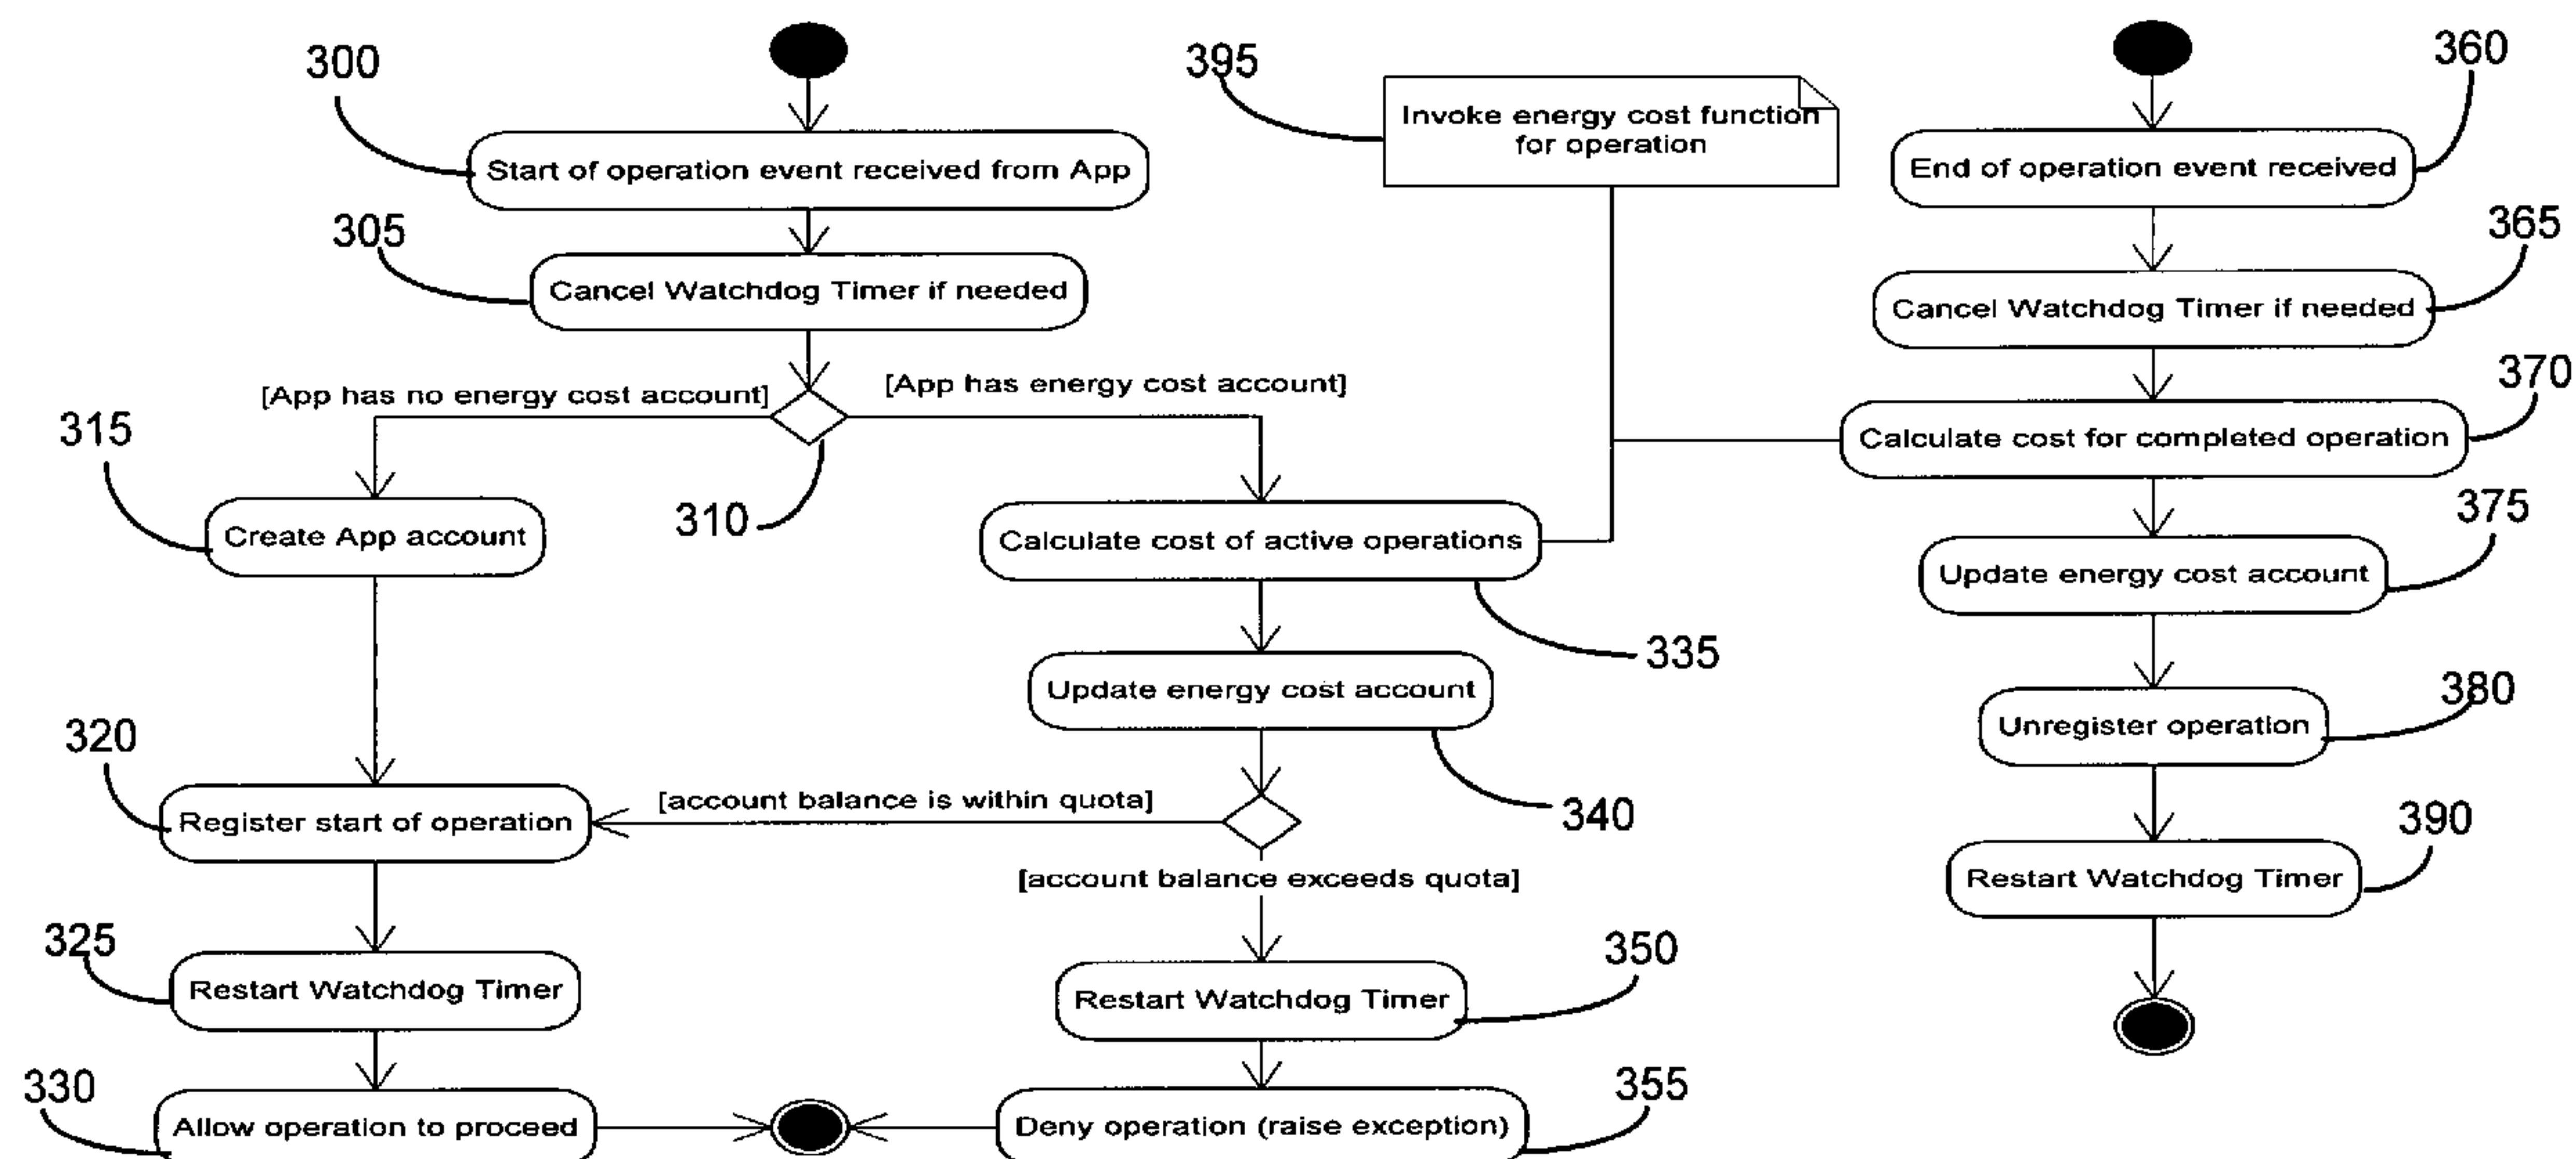 300
Start of operation event received from App
305
Cancel Watchdog Timer if needed
[App has no energy cost account]
[App has energy cost account]
310
315
Create App account
Calculate cost of active operations
335
Update energy cost account
340
320
Register start of operation
[account balance is within quota]
[account balance exceeds quota]
325
Restart Watchdog Timer
350
Restart Watchdog Timer
330
Allow operation to proceed
355
Deny operation (raise exception)
395
Invoke energy cost function
for operation
360
End of operation event received
365
Cancel Watchdog Timer if needed
370
Calculate cost for completed operation
375
Update energy cost account
380
Unregister operation
390
Restart Watchdog Timer